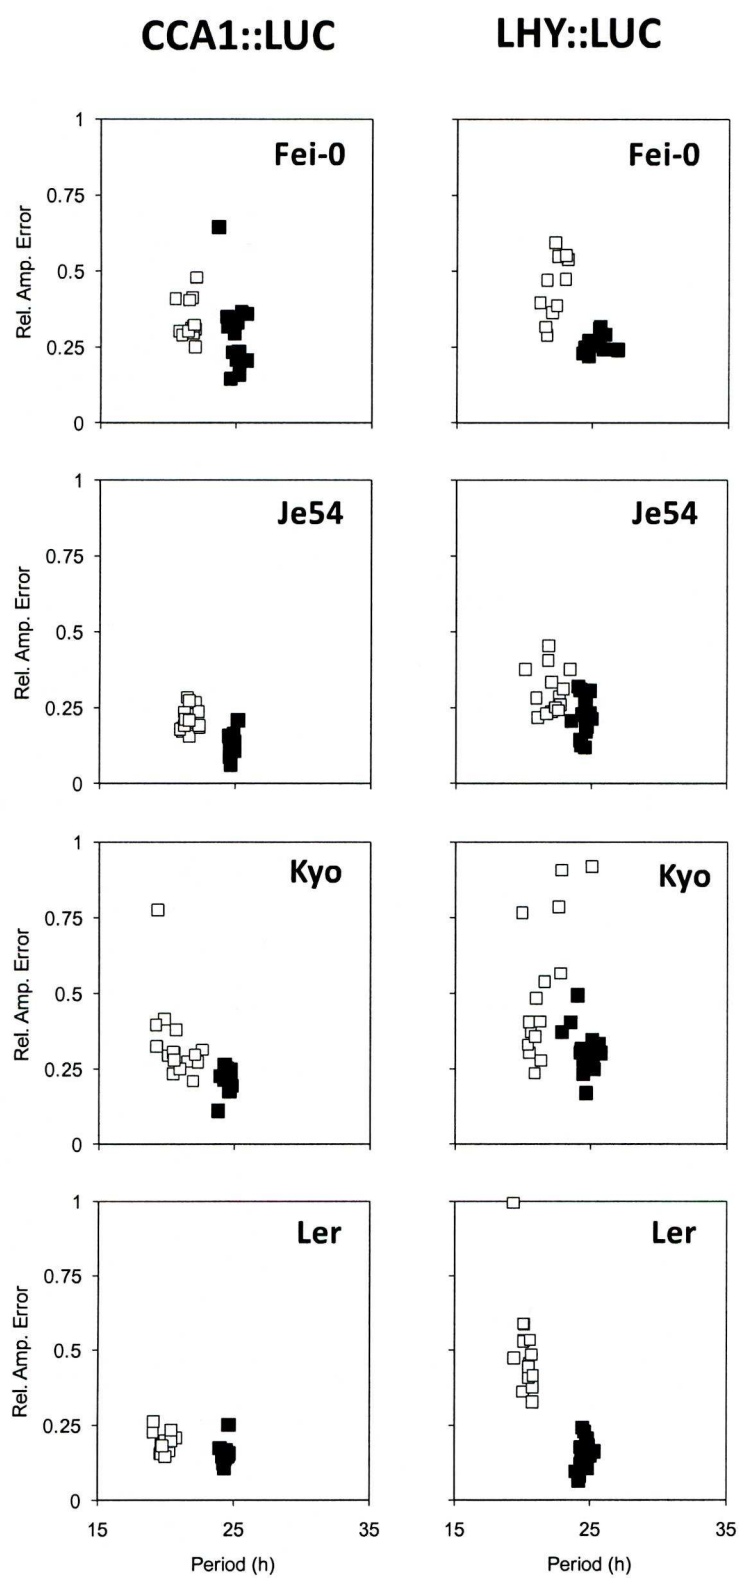 CCA1::LUC LHY::LUC
Fei-0 Fei-0
1
0.75
0.5
0.25
0
Rel. Amp. Error
Je54 Je54
1
0.75
0.5
0.25
0
Rel. Amp. Error
Kyo Kyo
1
0.75
0.5
0.25
0
Rel. Amp. Error
Ler Ler
1
0.75
0.5
0.25
0
Rel. Amp. Error
15 25 35 15 25 35
Period (h) Period (h)